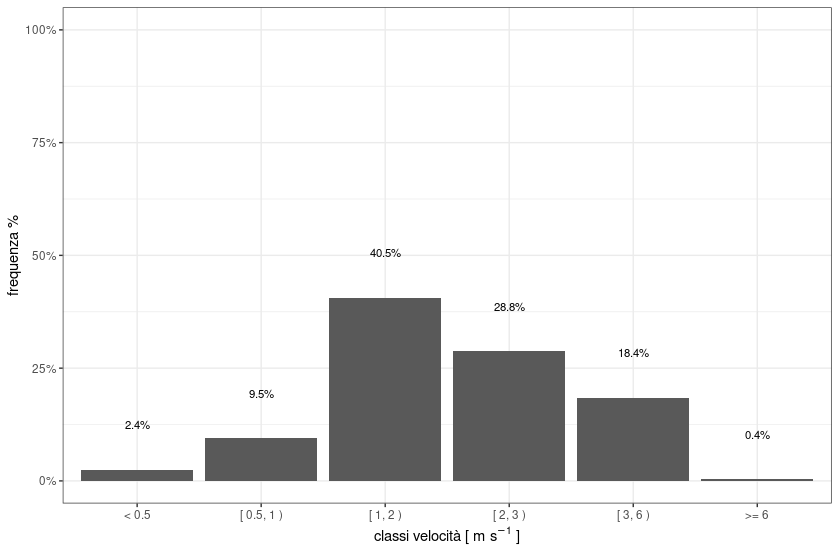 100%
75%
50%
25%
0%
frequenza %
40.5%
28.8%
18.4%
9.5%
2.4%
0.4%
< 0.5
[ 0.5, 1 )
[ 1, 2 )
[ 2, 3 )
[ 3, 6 )
>= 6
classi velocità [ m s⁻¹ ]